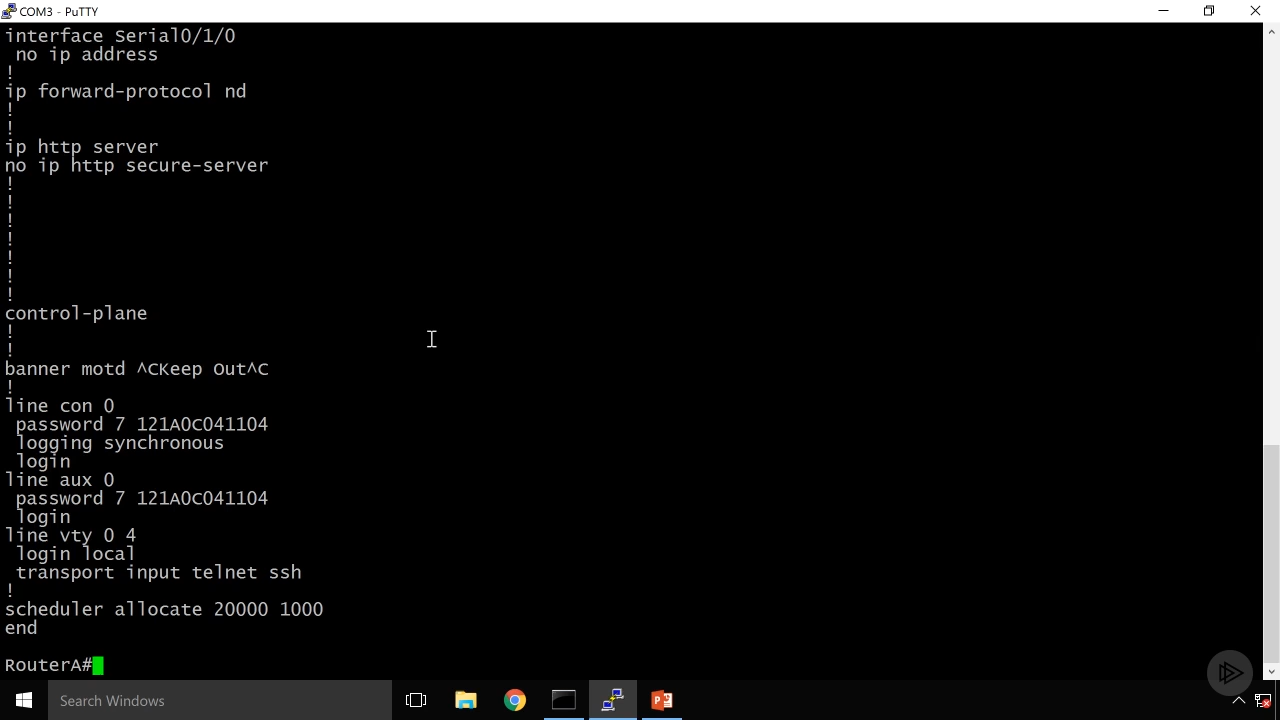 COM3 - PuTTY
interface Serial0/1/0
no ip address
!
ip forward-protocol nd
!
!
ip http server
no ip http secure-server
!
!
!
!
!
!
!
control-plane
!
!
banner motd ^CKeep Out^C
!
line con 0
password 7 121A0C041104
logging synchronous
login
line aux 0
password 7 121A0C041104
login
line vty 0 4
login local
transport input telnet ssh
!
scheduler allocate 20000 1000
end
RouterA#
Search Windows